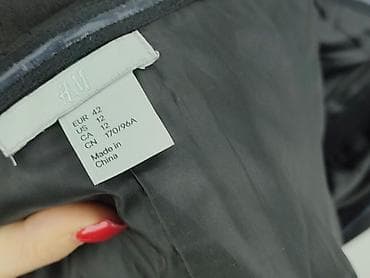 H&M
EUR 42
US 12
CA 12
CN 170/96A
Made in
China